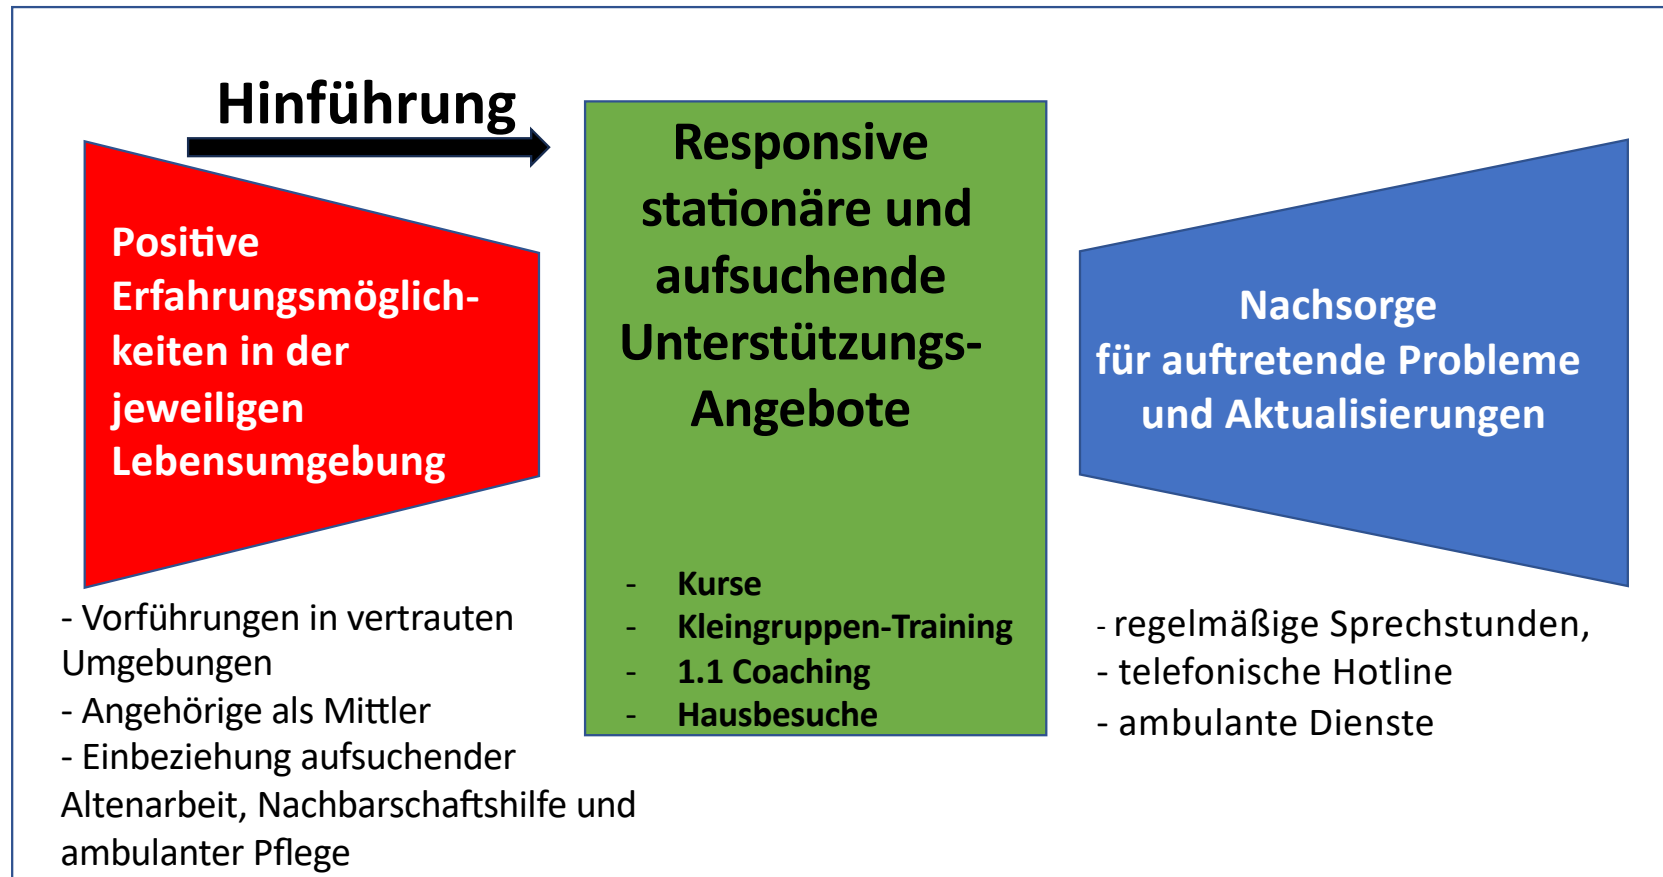 Hinführung
Positive
Erfahrungsmöglich-
keiten in der
jeweiligen
Lebensumgebung
- Vorführungen in vertrauten
Umgebungen
- Angehörige als Mittler
- Einbeziehung aufsuchender
Altenarbeit, Nachbarschaftshilfe und
ambulanter Pflege
Responsive
stationäre und
aufsuchende
Unterstützungs-
Angebote
- Kurse
- Kleingruppen-Training
- 1.1 Coaching
- Hausbesuche
Nachsorge
für auftretende Probleme
und Aktualisierungen
- regelmäßige Sprechstunden,
- telefonische Hotline
- ambulante Dienste